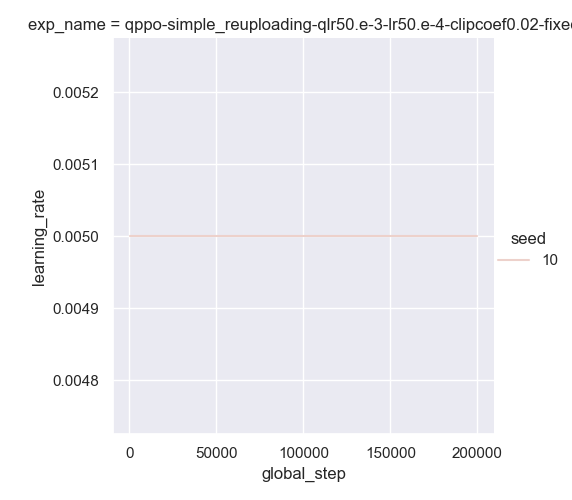 exp_name = qppo-simple_reuploading-qlr50.e-3-lr50.e-4-clipcoef0.02-fixed
0.0052
0.0051
0.0050
0.0049
0.0048
learning_rate
seed
10
0
50000
100000
150000
200000
global_step